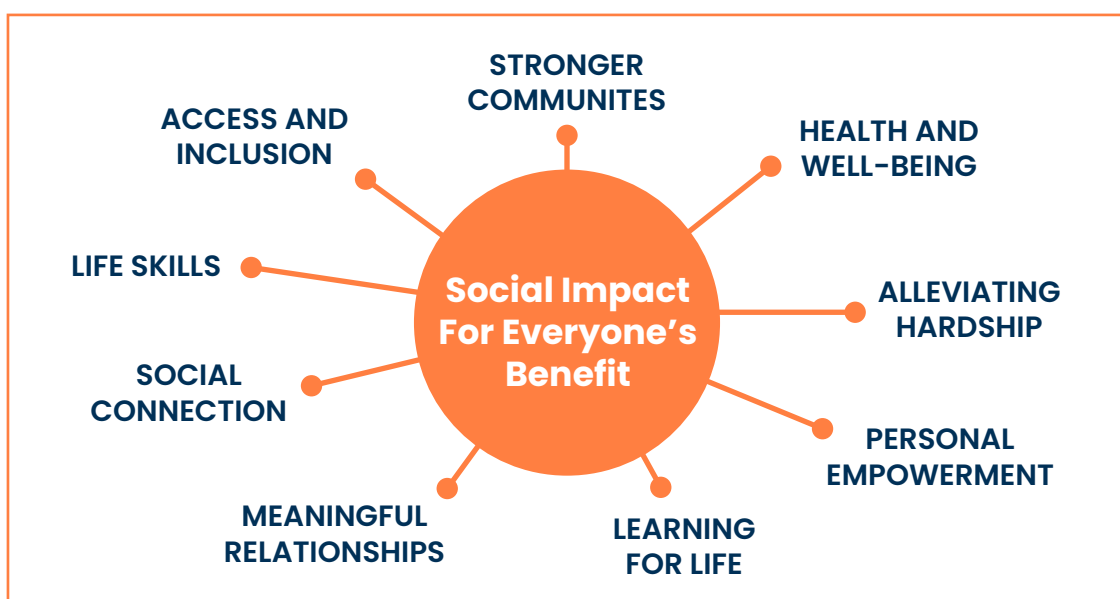 STRONGER
COMMUNITES
HEALTH AND
WELL-BEING
ALLEVIATING
HARDSHIP
PERSONAL
EMPOWERMENT
LEARNING
FOR LIFE
MEANINGFUL
RELATIONSHIPS
SOCIAL
CONNECTION
LIFE SKILLS
ACCESS AND
INCLUSION
Social Impact
For Everyone’s
Benefit